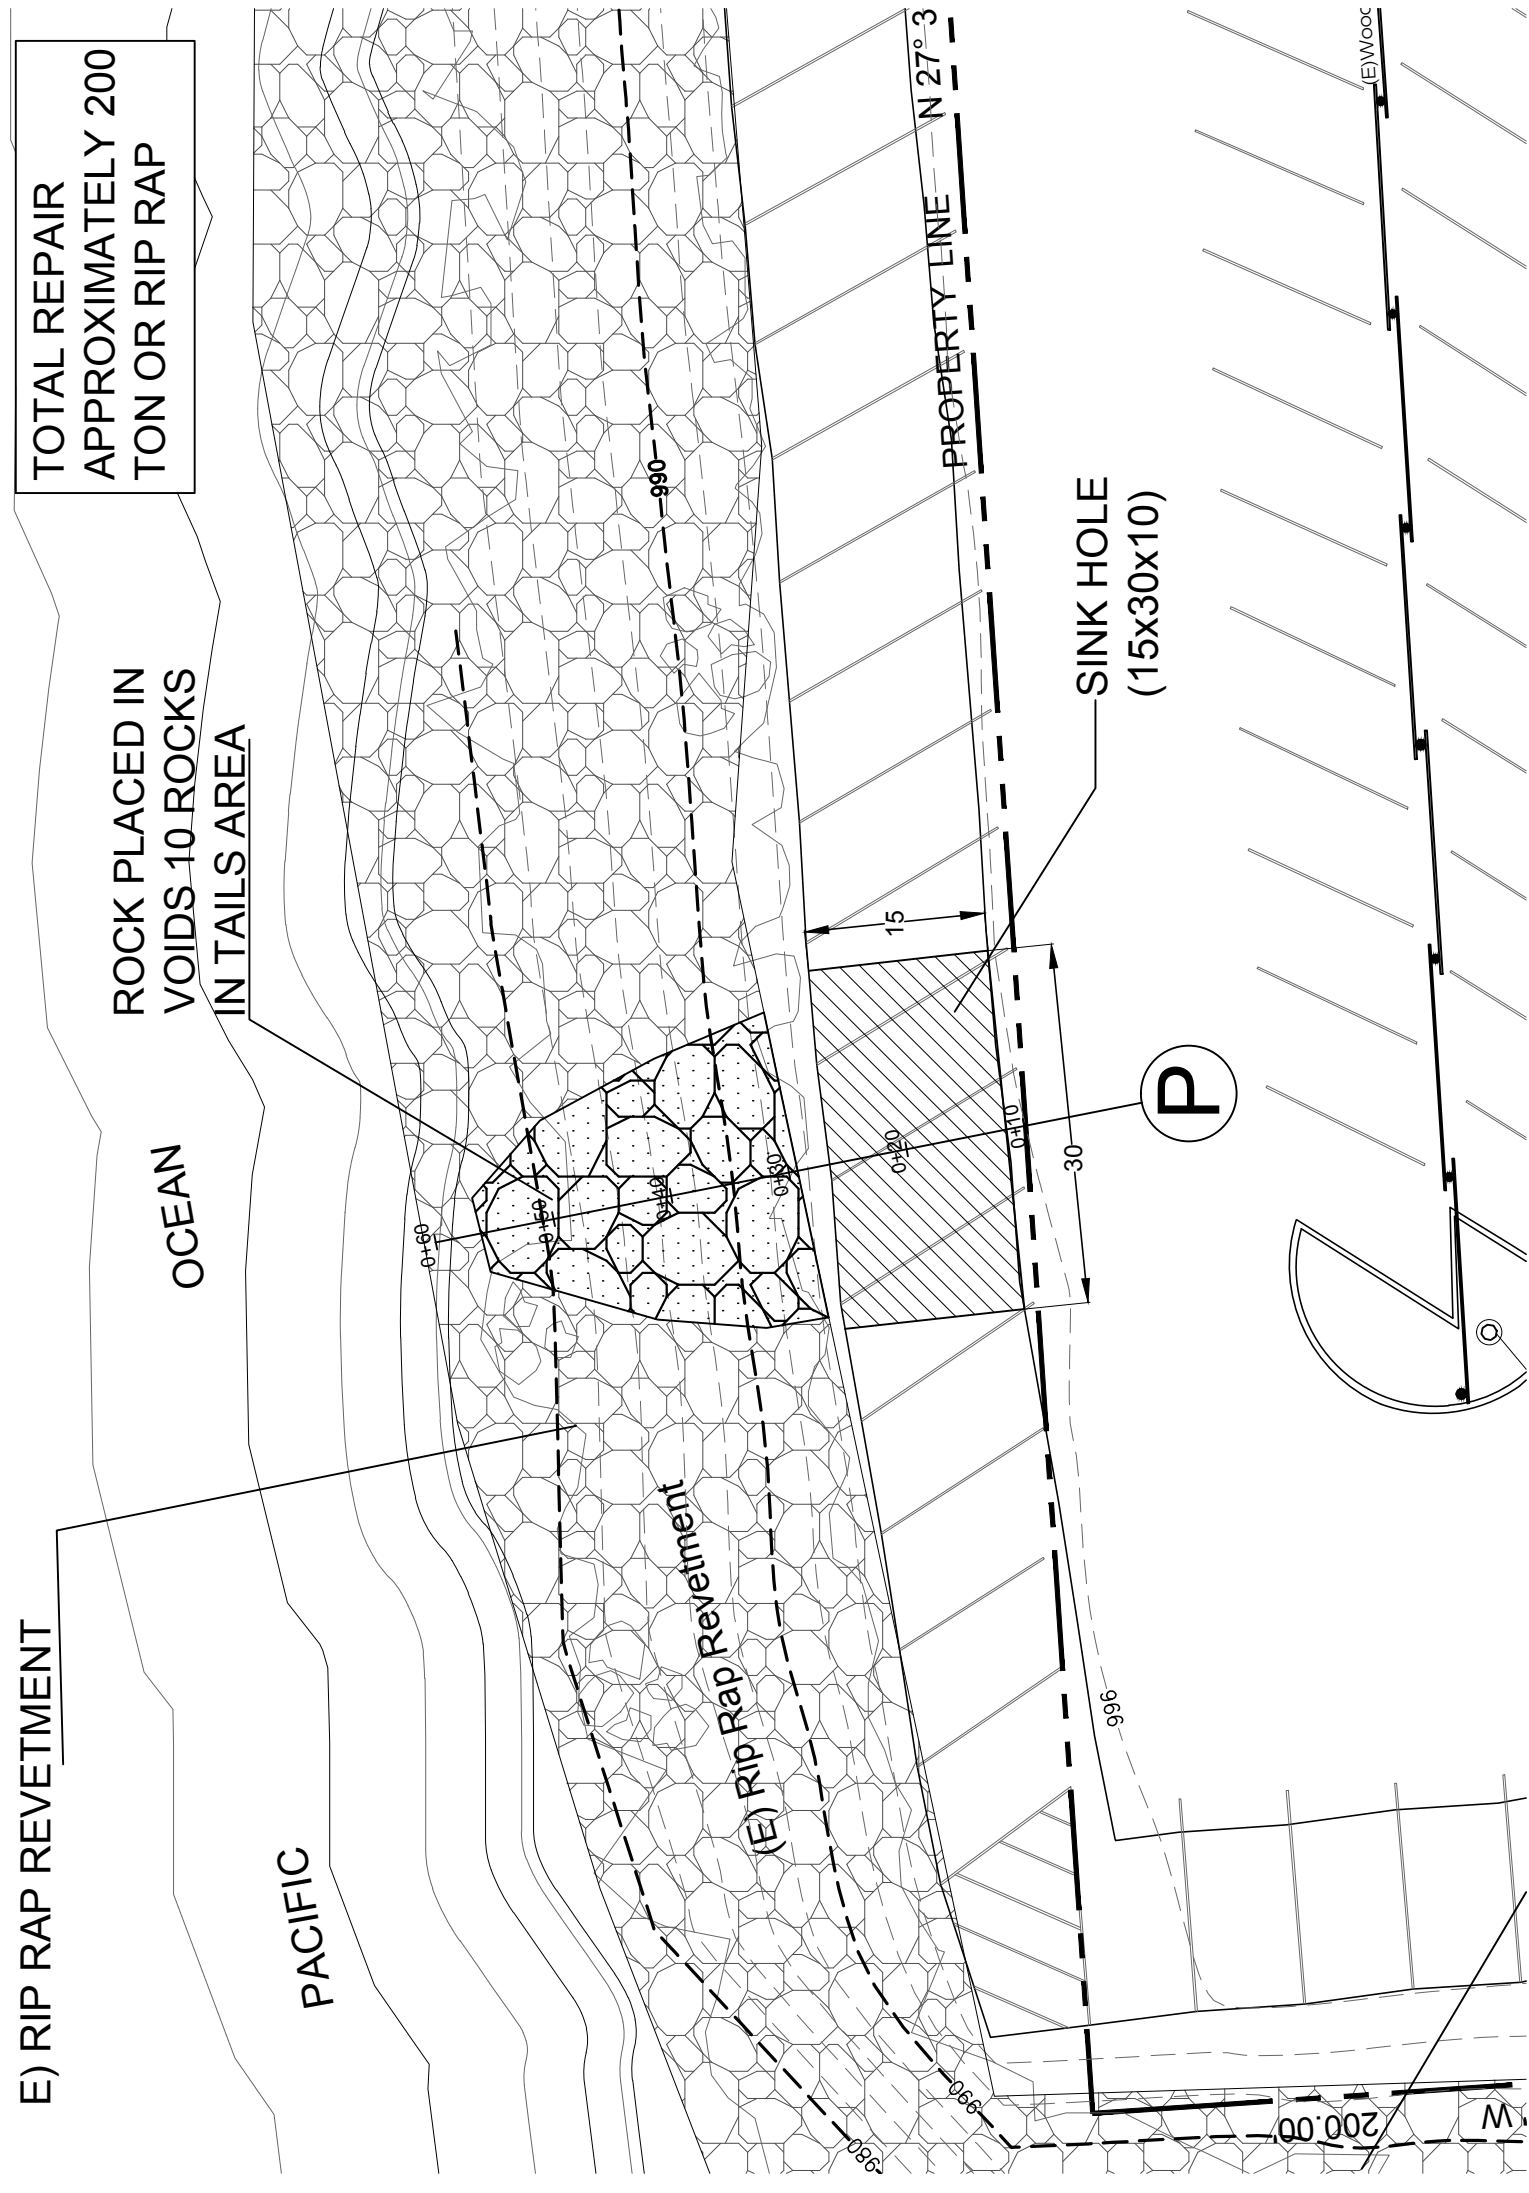 TOTAL REPAIR
APPROXIMATELY 200
TON OR RIP RAP
ROCK PLACED IN
VOIDS 10 ROCKS
IN TAILS AREA
E) RIP RAP REVETMENT
PACIFIC
OCEAN
(E) Rip Rap Revetment
990
PROPERTY LINE
N 27° 3
(E)Wood
SINK HOLE
(15x30x10)
15
30
0+60
0+50
0+40
0+30
0+20
0+10
P
996
980
990
200.00
W